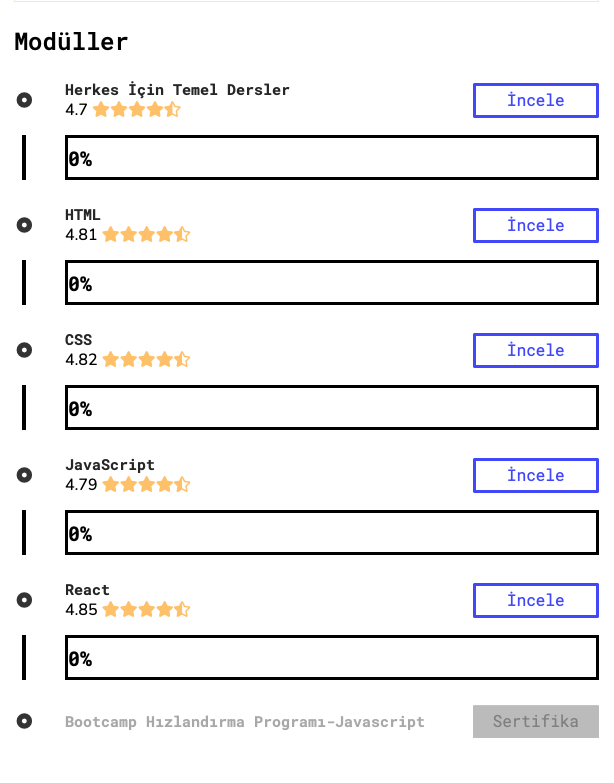 Modüller
Herkes İçin Temel Dersler
4.7
İncele
0%
HTML
4.81
İncele
0%
CSS
4.82
İncele
0%
JavaScript
4.79
İncele
0%
React
4.85
İncele
0%
Bootcamp Hızlandırma Programı-Javascript
Sertifika